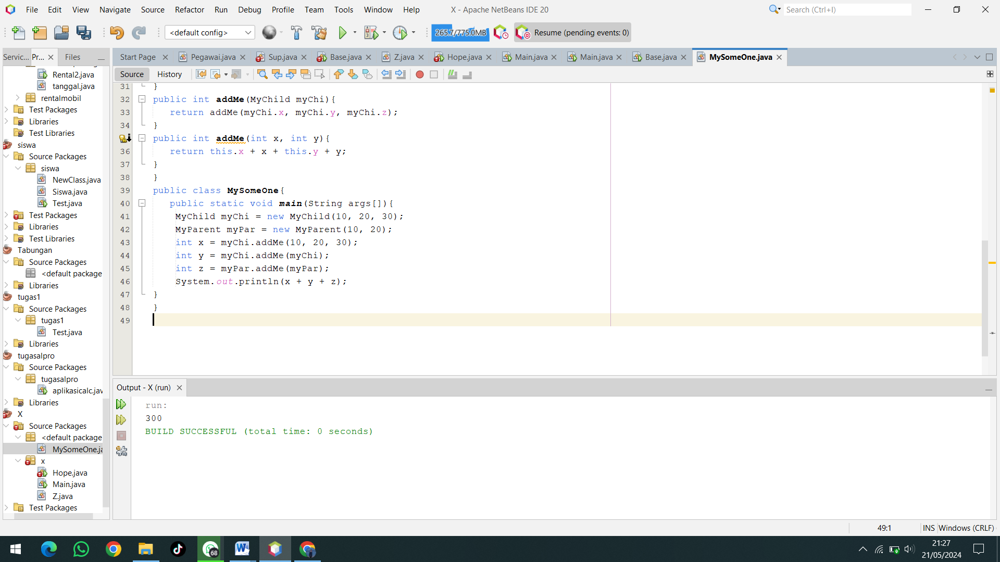 File Edit View Navigate Source Refactor Run Debug Profile Team Tools Window Help X - Apache NetBeans IDE 20 Search (Ctrl+I)
<default config> 265.7/775.0MB Resume (pending events: 0)
Servic... Pr... Files Start Page Pegawai.java Sup.java Base.java Z.java Hope.java Main.java Main.java Base.java MySomeOne.java
Source History
Rental2.java
tanggal.java
rentalmobil
Test Packages
Libraries
Test Libraries
siswa
Source Packages
siswa
NewClass.java
Siswa.java
Test.java
Test Packages
Libraries
Test Libraries
Tabungan
Source Packages
<default package
Libraries
tugas1
Source Packages
tugas1
Test.java
Libraries
tugasalpro
Source Packages
tugasalpro
aplikasicalc.jav
Libraries
X
Source Packages
<default package
MySomeOne.ja
x
Hope.java
Main.java
Z.java
Test Packages
31 }
32 public int addMe(MyChild myChi){
33 return addMe(myChi.x, myChi.y, myChi.z);
34 }
public int addMe(int x, int y){
36 return this.x + x + this.y + y;
37 }
38 }
39 public class MySomeOne{
40 public static void main(String args[]){
41 MyChild myChi = new MyChild(10, 20, 30);
42 MyParent myPar = new MyParent(10, 20);
43 int x = myChi.addMe(10, 20, 30);
44 int y = myChi.addMe(myChi);
45 int z = myPar.addMe(myPar);
46 System.out.println(x + y + z);
47 }
48 }
49
Output - X (run)
run:
300
BUILD SUCCESSFUL (total time: 0 seconds)
49:1 INS Windows (CRLF)
68
21:27
21/05/2024